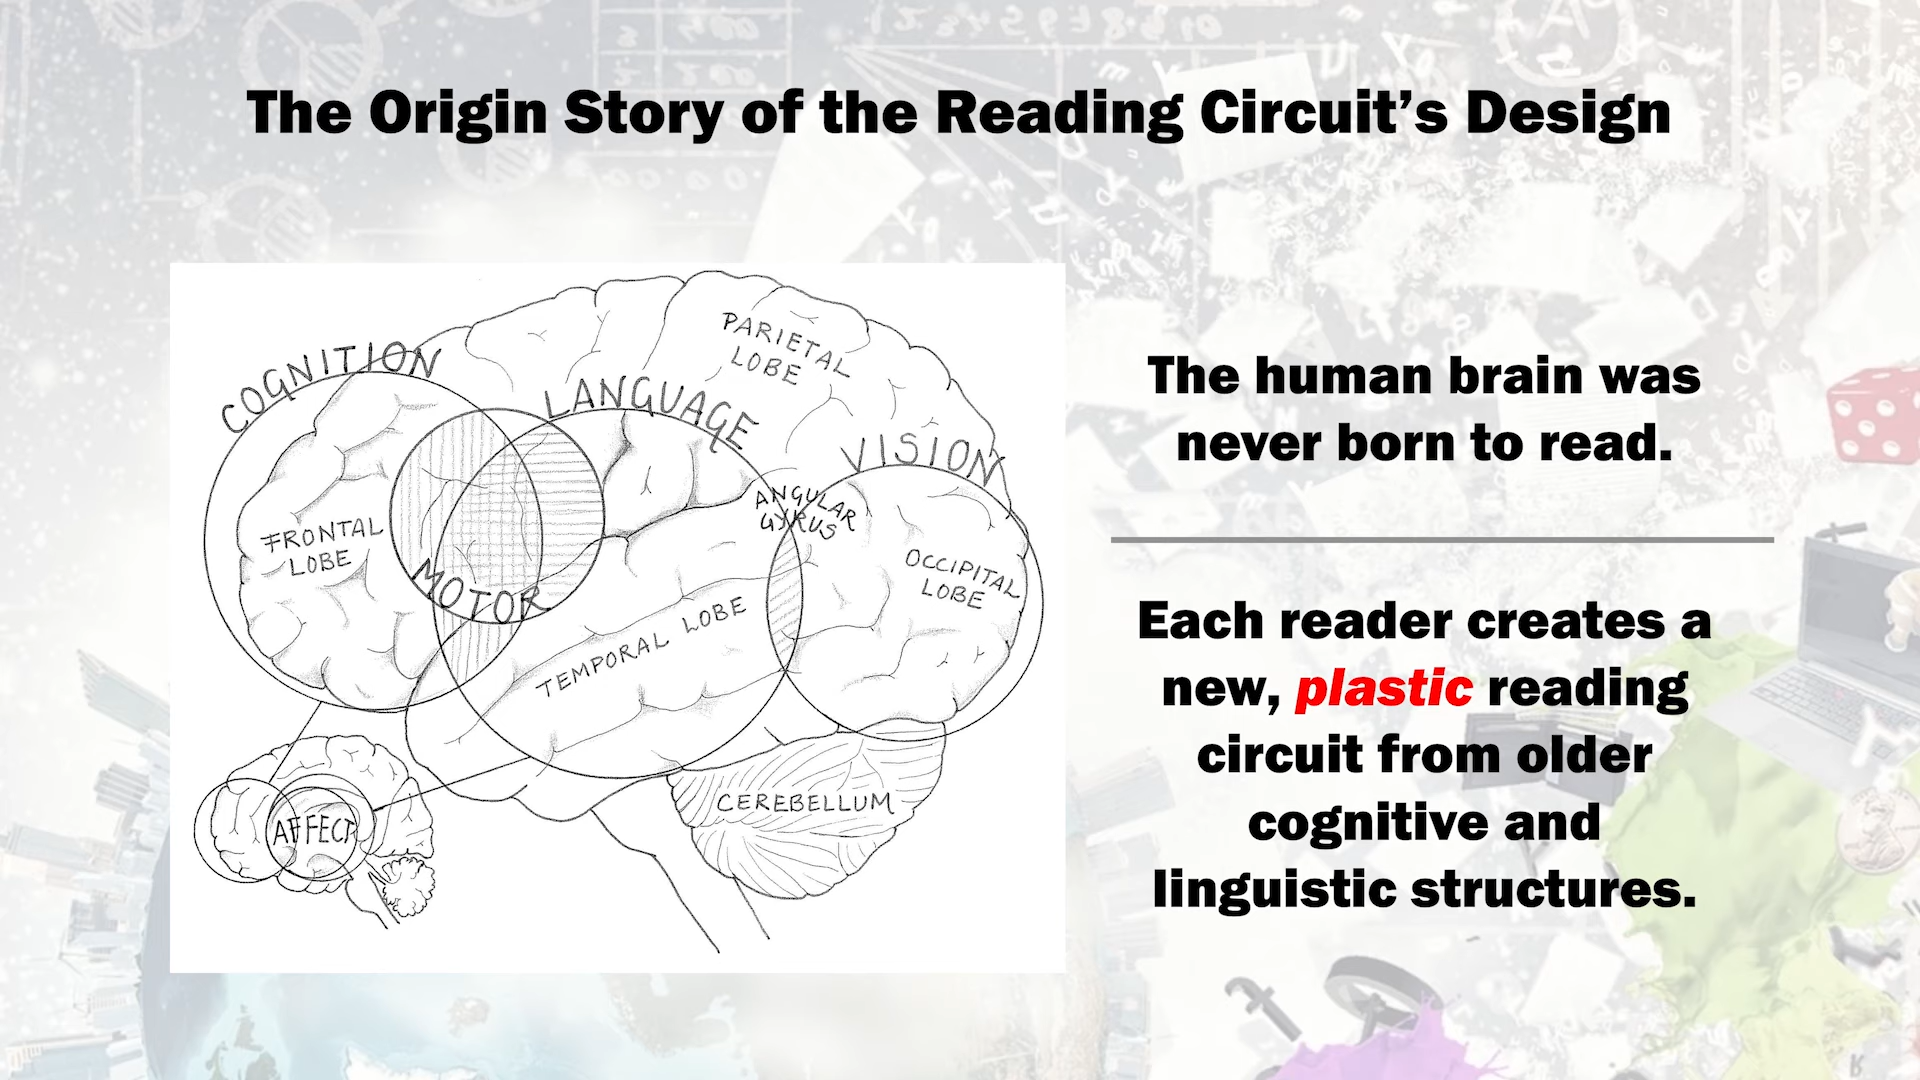 The Origin Story of the Reading Circuit’s Design
PARIETAL
LOBE
COGNITION
LANGUAGE
VISION
ANGULAR
GYRUS
FRONTAL
LOBE
OCCIPITAL
LOBE
MOTOR
TEMPORAL LOBE
CEREBELLUM
AFFECT
The human brain was
never born to read.
Each reader creates a
new, plastic reading
circuit from older
cognitive and
linguistic structures.